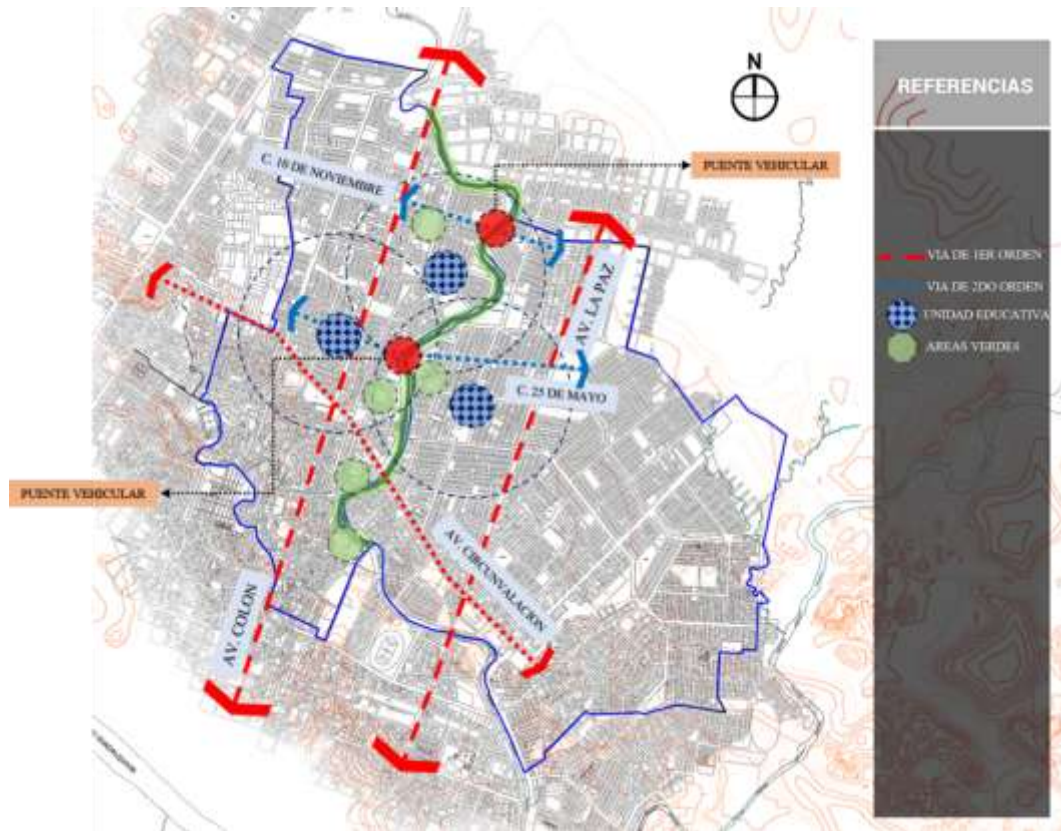 N
REFERENCIAS
C. 16 DE NOVIEMBRE
PUENTE VEHICULAR
AV. LA PAZ
VIA DE 1ER ORDEN
VIA DE 2DO ORDEN
UNIDAD EDUCATIVA
AREAS VERDES
C. 25 DE MAYO
PUENTE VEHICULAR
AV. CIRCUNVALACION
AV. COLON